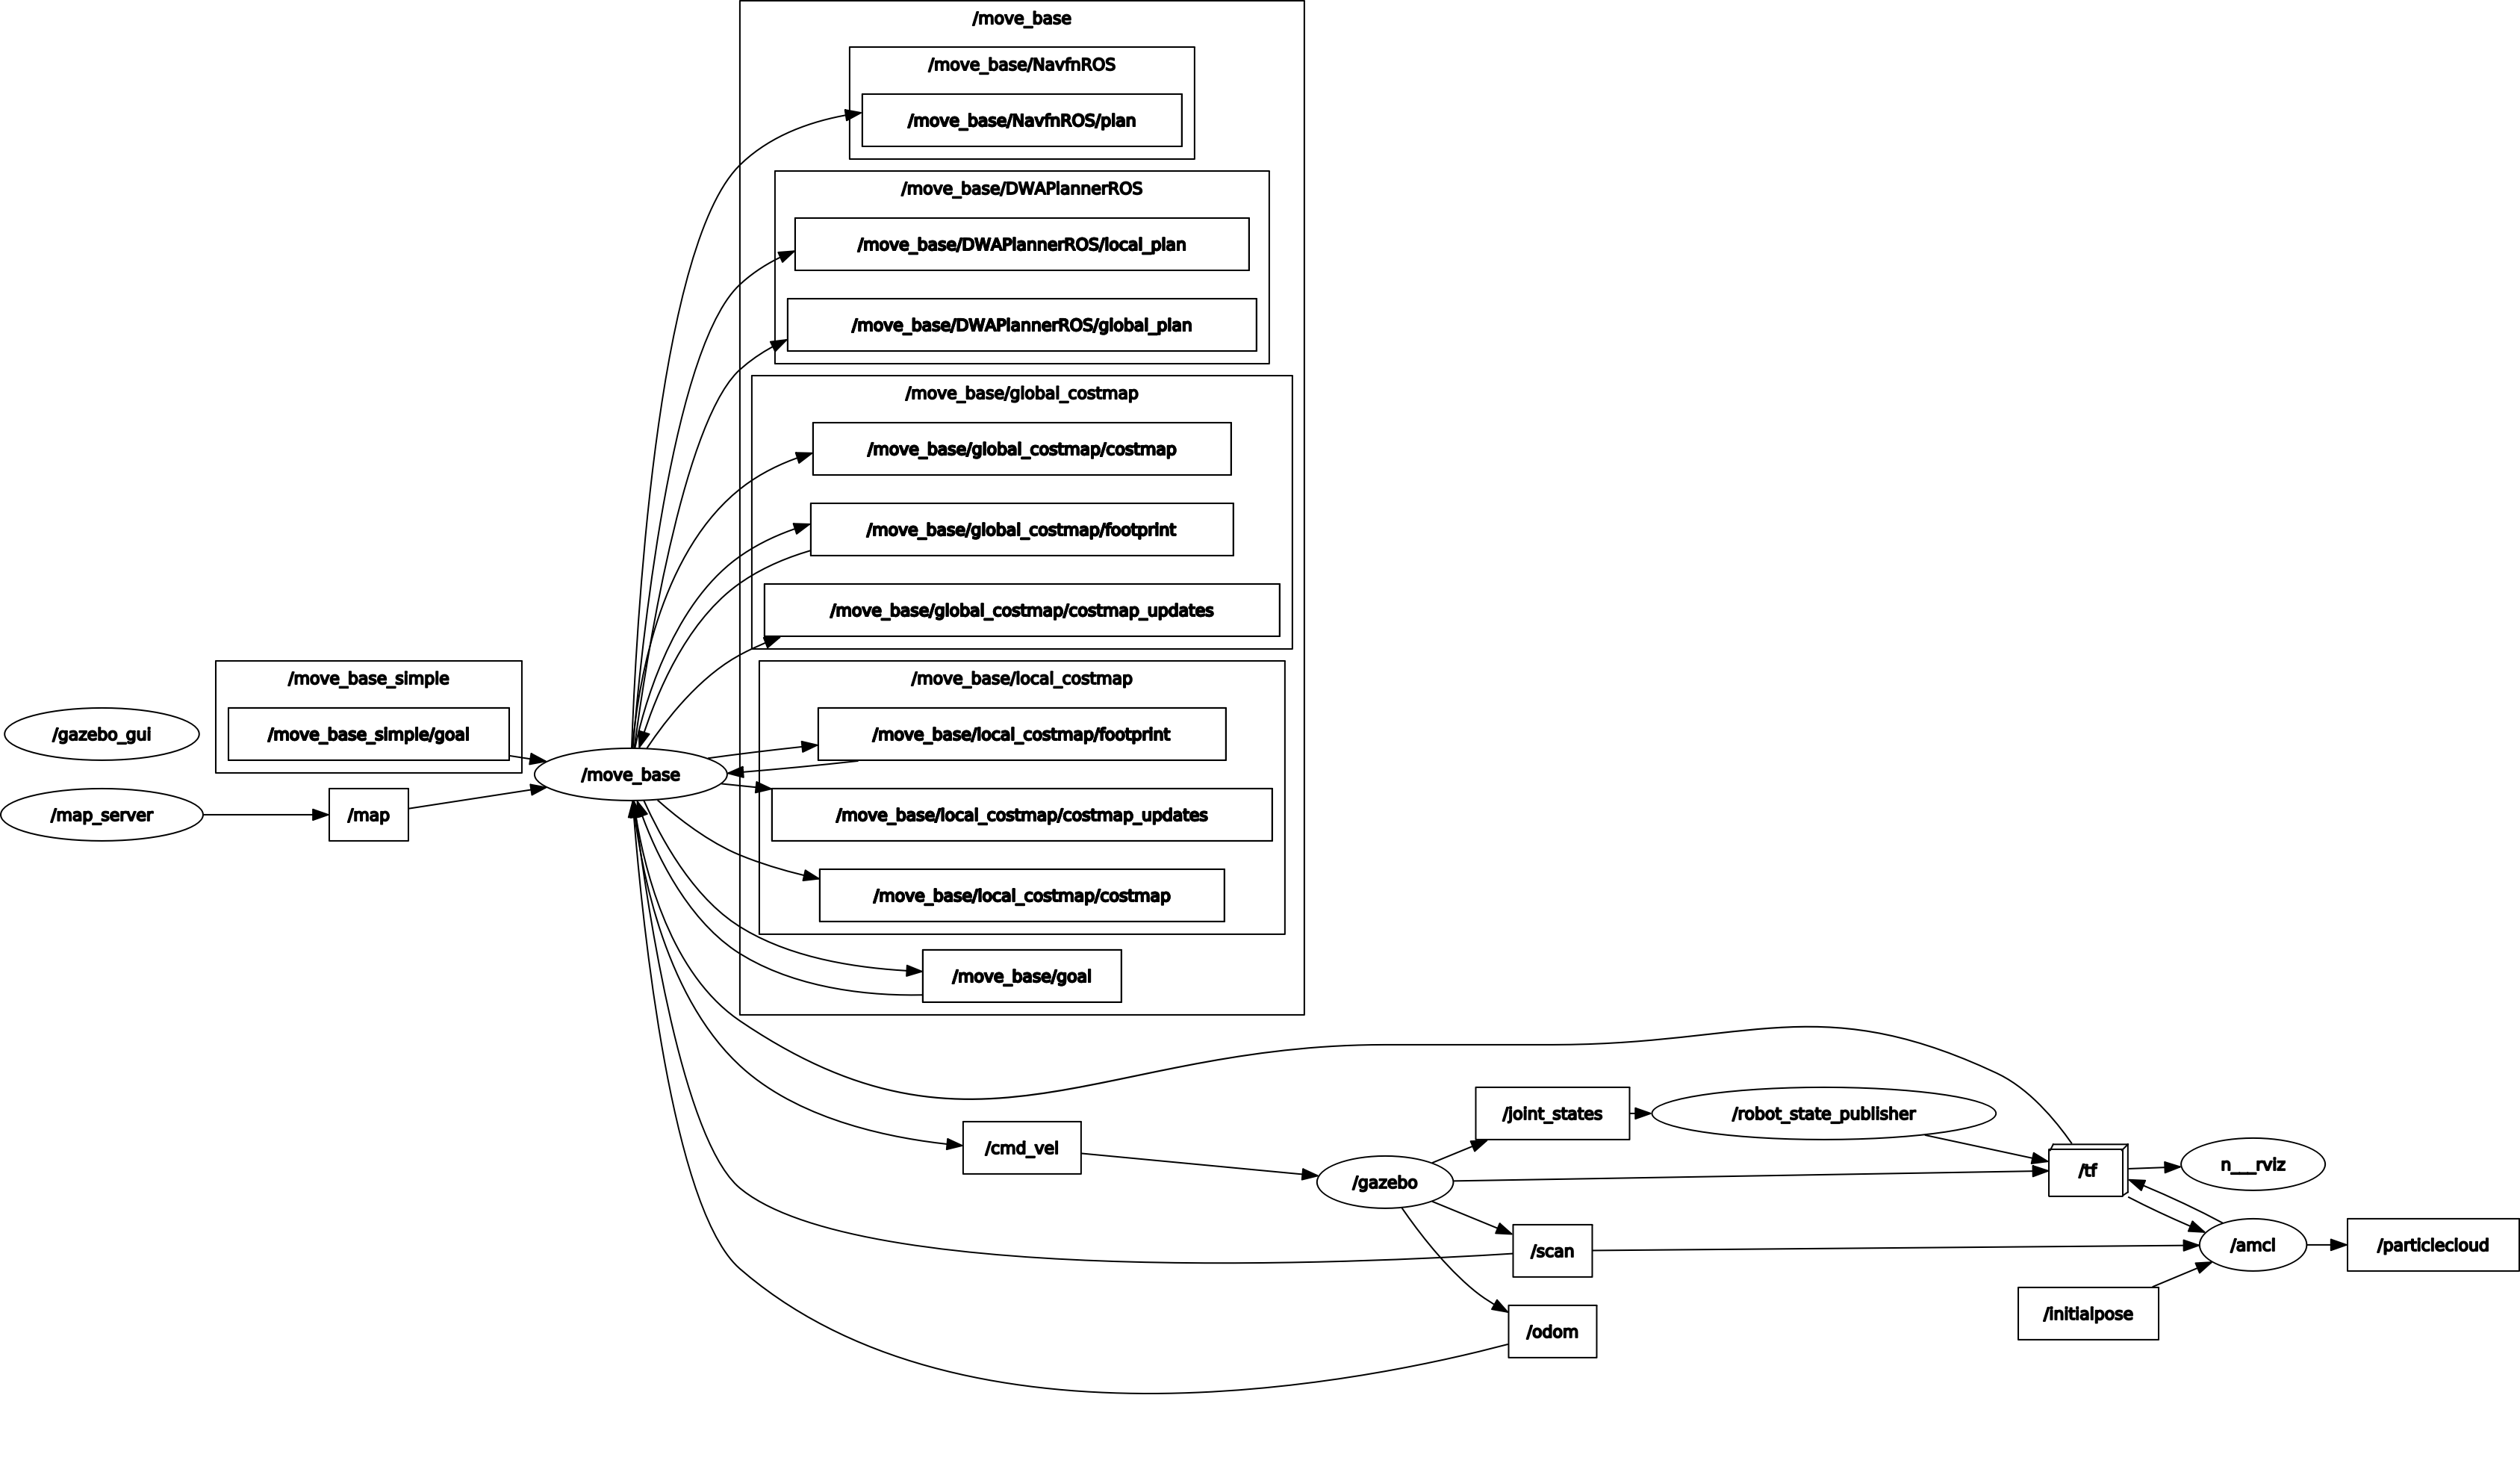 /move_base
/move_base/NavfnROS
/move_base/NavfnROS/plan
/move_base/DWAPlannerROS
/move_base/DWAPlannerROS/local_plan
/move_base/DWAPlannerROS/global_plan
/move_base/global_costmap
/move_base/global_costmap/costmap
/move_base/global_costmap/footprint
/move_base/global_costmap/costmap_updates
/move_base_simple
/move_base/local_costmap
/gazebo_gui
/move_base_simple/goal
/move_base/local_costmap/footprint
/move_base
/map_server
/map
/move_base/local_costmap/costmap_updates
/move_base/local_costmap/costmap
/move_base/goal
/joint_states
/robot_state_publisher
/cmd_vel
/tf
n___rviz
/gazebo
/scan
/amcl
/particlecloud
/initialpose
/odom